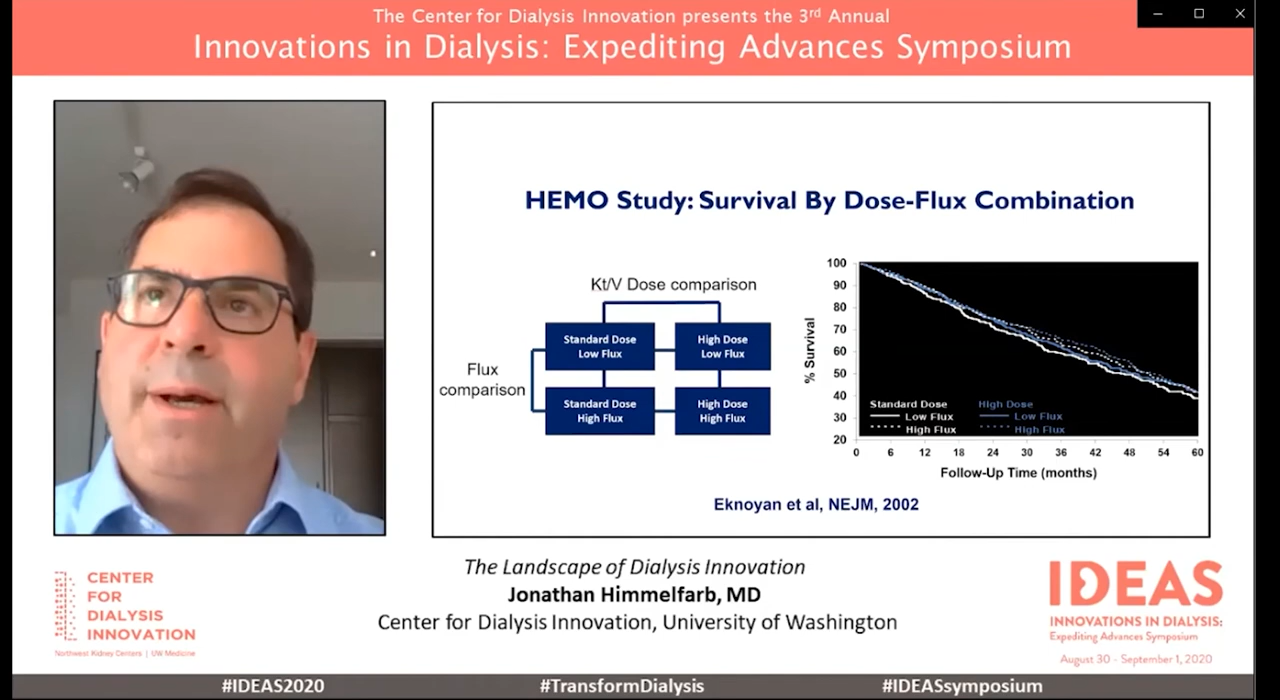 The Center for Dialysis Innovation presents the 3rd Annual
Innovations in Dialysis: Expediting Advances Symposium
HEMO Study: Survival By Dose-Flux Combination
Kt/V Dose comparison
Flux
comparison
Standard Dose
Low Flux
High Dose
Low Flux
Standard Dose
High Flux
High Dose
High Flux
% Survival
100
90
80
70
60
50
40
30
20
Standard Dose
Low Flux
High Flux
High Dose
Low Flux
High Flux
0 6 12 18 24 30 36 42 48 54 60
Follow-Up Time (months)
Eknoyan et al, NEJM, 2002
The Landscape of Dialysis Innovation
Jonathan Himmelfarb, MD
Center for Dialysis Innovation, University of Washington
CENTER
FOR
DIALYSIS
INNOVATION
Northwest Kidney Centers | UW Medicine
IDEAS
INNOVATIONS IN DIALYSIS:
Expediting Advances Symposium
August 30 - September 1, 2020
#IDEAS2020 #TransformDialysis #IDEASsymposium